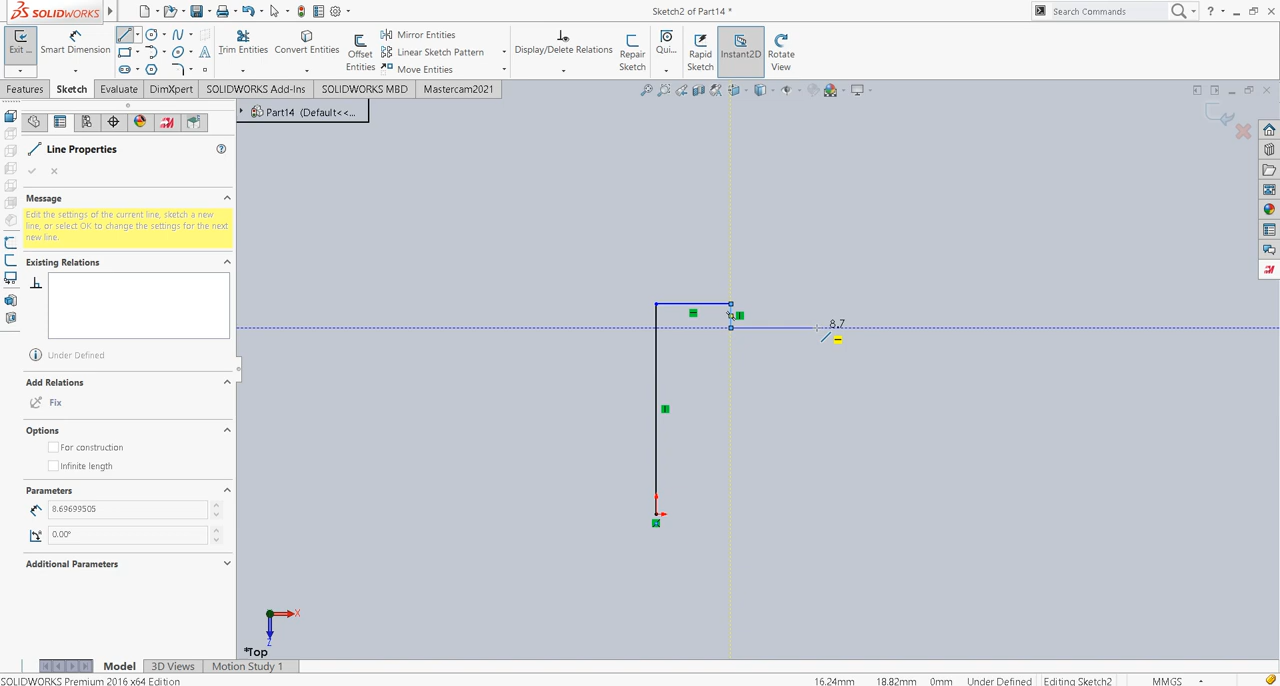 SOLIDWORKS
Sketch2 of Part14 *
Search Commands
?
Exit ...
Smart Dimension
Trim Entities
Convert Entities
Offset Entities
Mirror Entities
Linear Sketch Pattern
Move Entities
Display/Delete Relations
Repair Sketch
Qui...
Rapid Sketch
Instant2D
Rotate View
Features
Sketch
Evaluate
DimXpert
SOLIDWORKS Add-Ins
SOLIDWORKS MBD
Mastercam2021
Part14 (Default<<...
Line Properties
Message
Edit the settings of the current line, sketch a new
line, or select OK to change the settings for the next
new line.
Existing Relations
Under Defined
Add Relations
Fix
Options
For construction
Infinite length
Parameters
8.69699505
0.00°
Additional Parameters
8.7
X
Z
*Top
Model
3D Views
Motion Study 1
SOLIDWORKS Premium 2016 x64 Edition
16.24mm
18.82mm
0mm
Under Defined
Editing Sketch2
MMGS